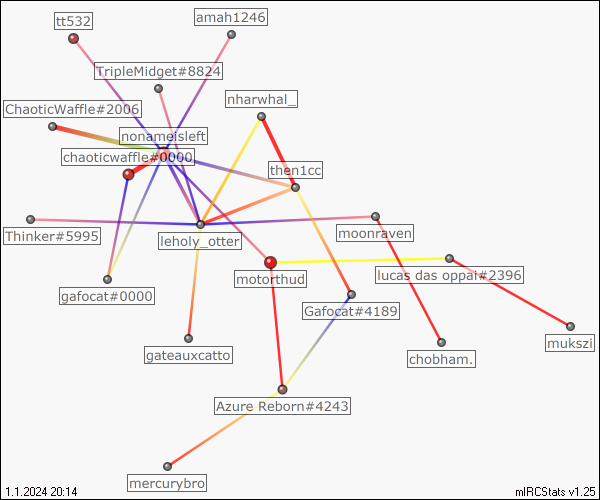 amah1246
tt532
TripleMidget#8824
nharwhal_
ChaoticWaffle#2006
nonameisleft
chaoticwaffle#0000
then1cc
Thinker#5995
leholy_otter
moonraven
motorthud
lucas das oppai#2396
gafocat#0000
Gafocat#4189
mukszi
gateauxcatto
chobham.
Azure Reborn#4243
mercurybro
1.1.2024 20:14
mIRCStats v1.25